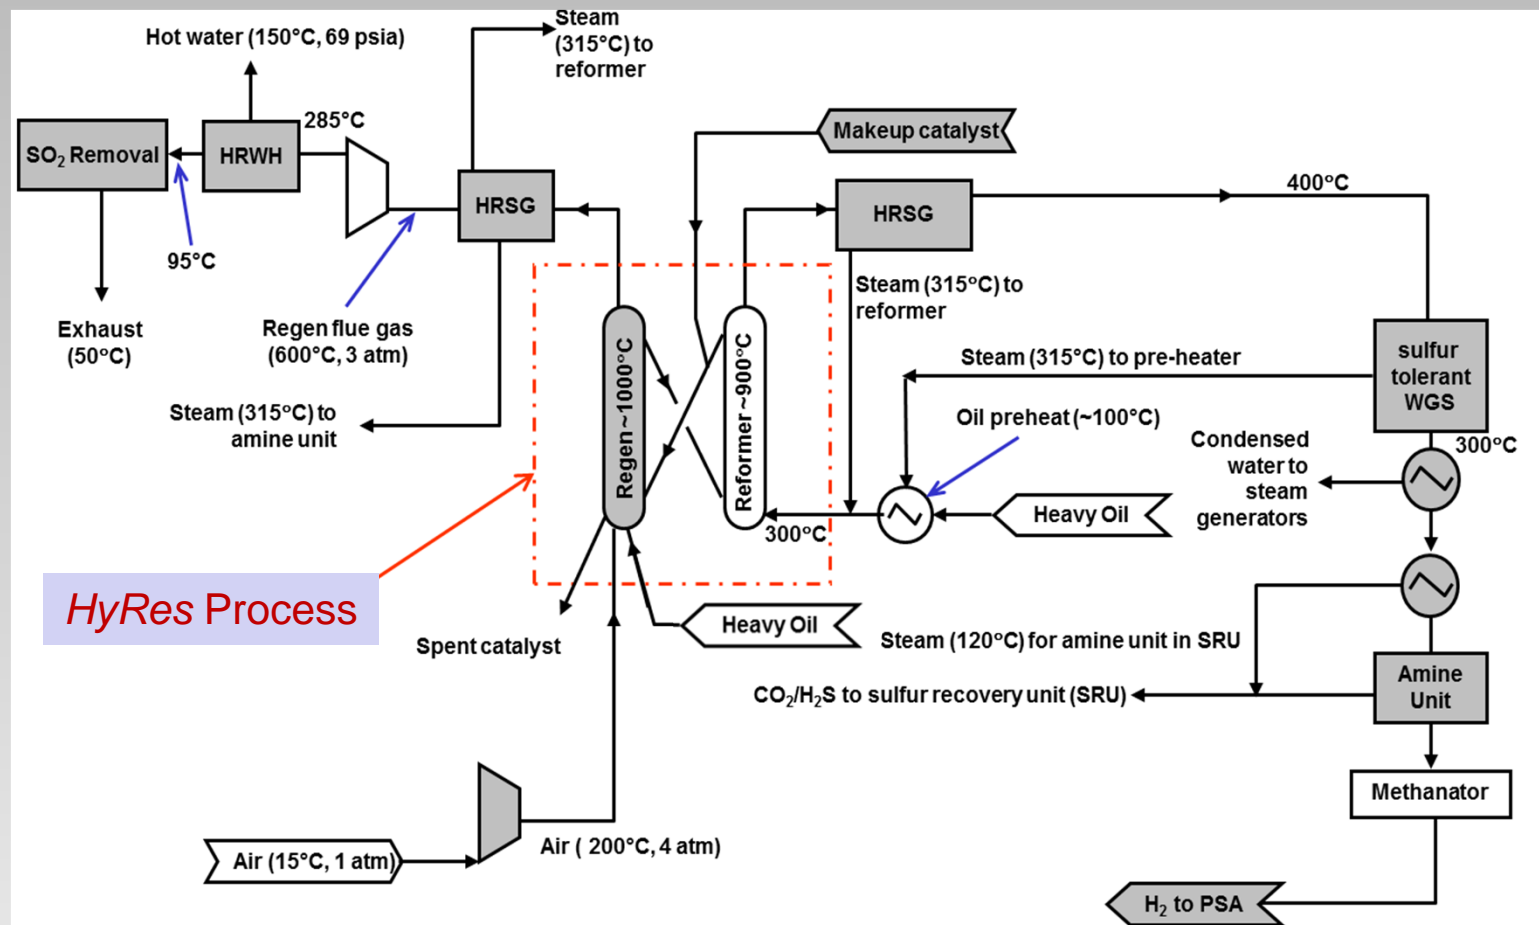 Steam
(315°C) to
reformer
Hot water (150°C, 69 psia)
285°C
SO₂ Removal
HRWH
Makeup catalyst
400°C
HRSG
HRSG
95°C
Steam (315°C) to
reformer
Exhaust
(50°C)
Regen flue gas
(600°C, 3 atm)
Regen ~1000°C
Reformer ~900°C
sulfur
tolerant
WGS
Steam (315°C) to pre-heater
Steam (315°C) to
amine unit
Oil preheat (~100°C)
300°C
Condensed
water to
steam
generators
Heavy Oil
300°C
HyRes Process
Heavy Oil
Spent catalyst
Steam (120°C) for amine unit in SRU
Amine
Unit
CO₂/H₂S to sulfur recovery unit (SRU)
Methanator
Air ( 200°C, 4 atm)
Air (15°C, 1 atm)
H₂ to PSA